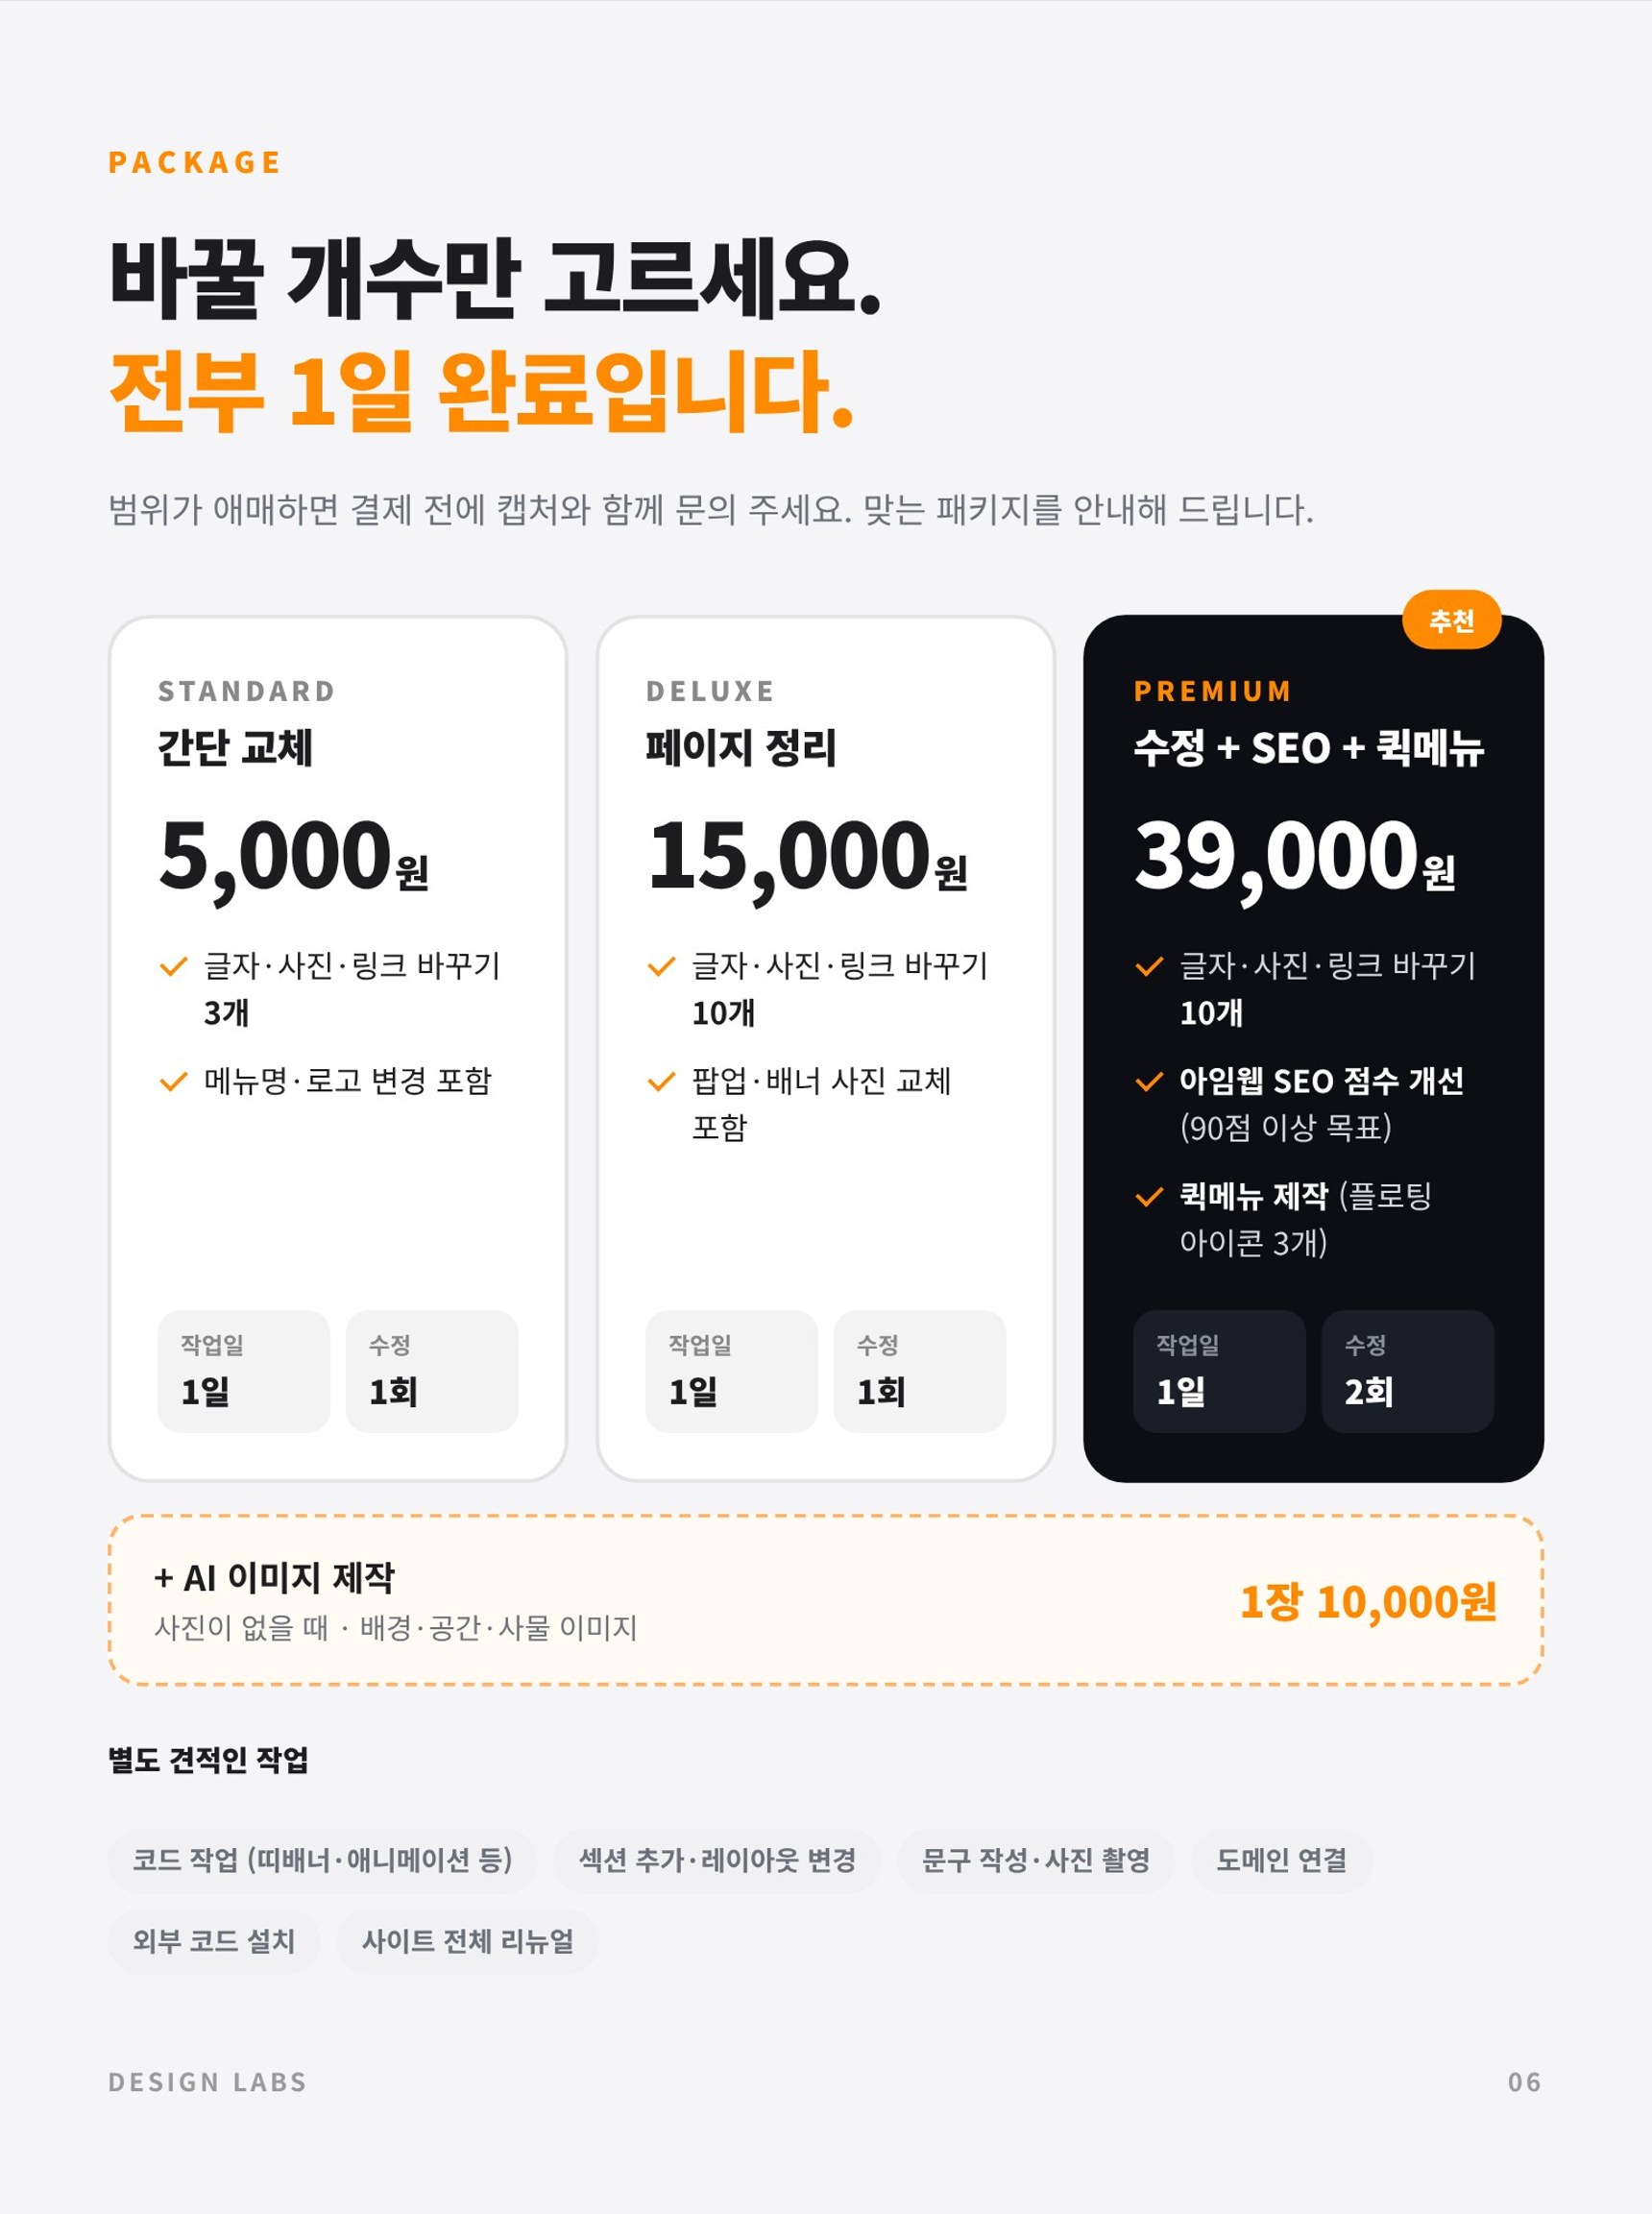 PACKAGE
바꿀 개수만 고르세요.
전부 1일 완료입니다.
범위가 애매하면 결제 전에 캡처와 함께 문의 주세요. 맞는 패키지를 안내해 드립니다.
STANDARD
간단 교체
5,000원
글자·사진·링크 바꾸기
3개
메뉴명·로고 변경 포함
작업일
1일
수정
1회
DELUXE
페이지 정리
15,000원
글자·사진·링크 바꾸기
10개
팝업·배너 사진 교체
포함
작업일
1일
수정
1회
추천
PREMIUM
수정 + SEO + 퀵메뉴
39,000원
글자·사진·링크 바꾸기
10개
아임웹 SEO 점수 개선
(90점 이상 목표)
퀵메뉴 제작 (플로팅
아이콘 3개)
작업일
1일
수정
2회
+ AI 이미지 제작
사진이 없을 때 · 배경·공간·사물 이미지
1장 10,000원
별도 견적인 작업
코드 작업 (띠배너·애니메이션 등)
섹션 추가·레이아웃 변경
문구 작성·사진 촬영
도메인 연결
외부 코드 설치
사이트 전체 리뉴얼
DESIGN LABS
06